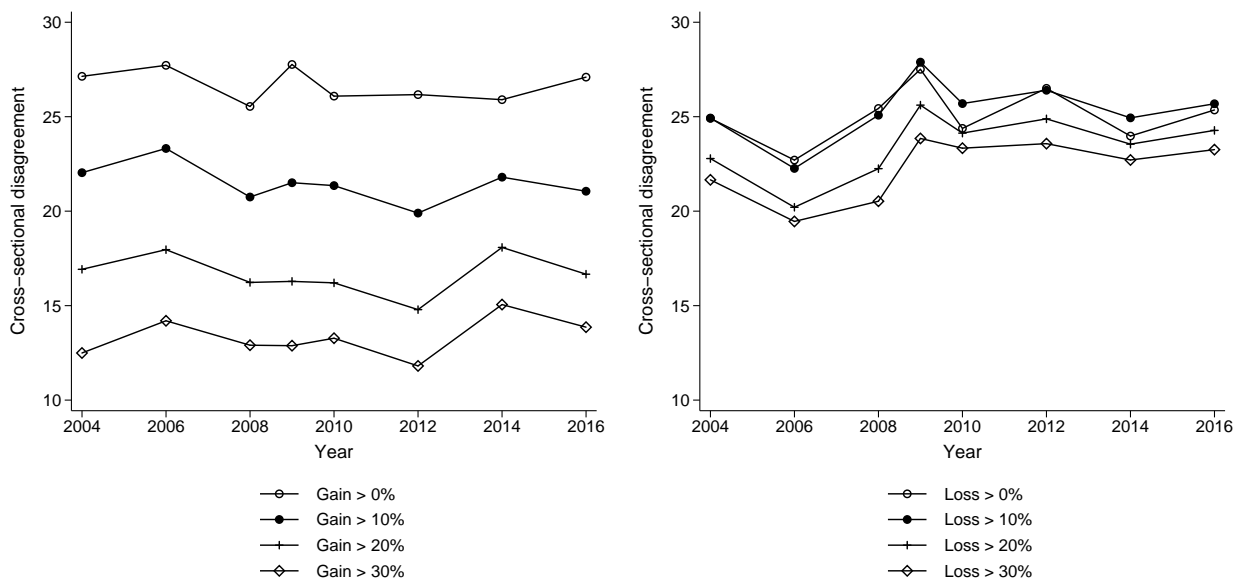 30
25
20
15
10
Cross−sectional disagreement
2004 2006 2008 2010 2012 2014 2016
Year
Gain > 0%
Gain > 10%
Gain > 20%
Gain > 30%
30
25
20
15
10
Cross−sectional disagreement
2004 2006 2008 2010 2012 2014 2016
Year
Loss > 0%
Loss > 10%
Loss > 20%
Loss > 30%